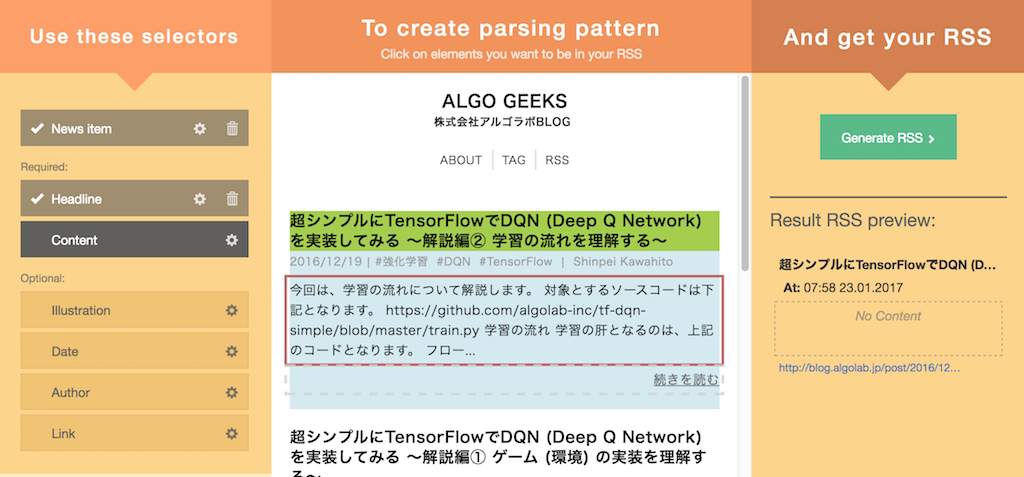 Use these selectors
To create parsing pattern
Click on elements you want to be in your RSS
And get your RSS
News item
Required:
Headline
Content
Optional:
Illustration
Date
Author
Link
ALGO GEEKS
株式会社アルゴラボBLOG
ABOUT
TAG
RSS
超シンプルにTensorFlowでDQN (Deep Q Network)
を実装してみる 〜解説編② 学習の流れを理解する〜
2016/12/19 | #強化学習 #DQN #TensorFlow | Shinpei Kawahito
今回は、学習の流れについて解説します。 対象とするソースコードは下
記となります。 https://github.com/algolab-inc/tf-dqn-
simple/blob/master/train.py 学習の流れ 学習の肝となるのは、上記
のコードとなります。 フロー...
続きを読む
超シンプルにTensorFlowでDQN (Deep Q Network)
を実装してみる 〜解説編① ゲーム (環境) の実装を理解す
る〜
Generate RSS
Result RSS preview:
超シンプルにTensorFlowでDQN (D...
At: 07:58 23.01.2017
No Content
http://blog.algolab.jp/post/2016/12...